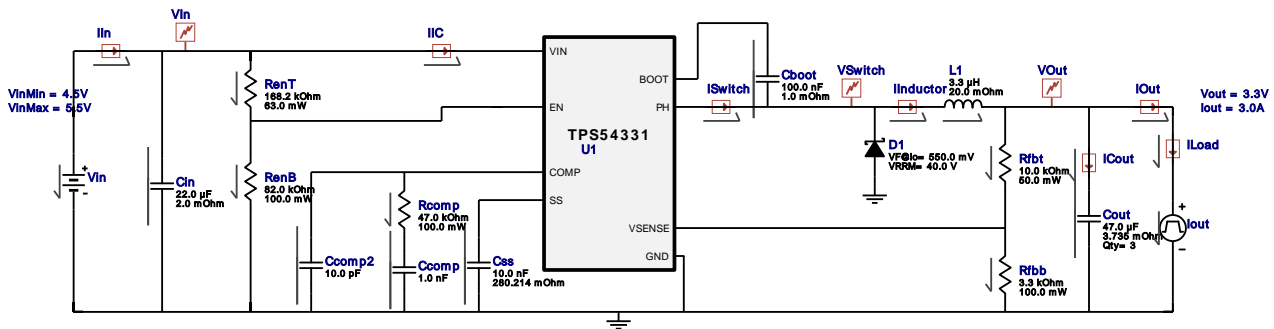 VIn
IIn
IIC
VinMin = 4.5V
VinMax = 5.5V
RenT
168.2 kOhm
63.0 mW
VIN
BOOT
EN
PH
TPS54331
U1
COMP
SS
VSENSE
GND
Cboot
100.0 nF
1.0 mOhm
ISwitch
VSwitch
IInductor
L1
3.3 µH
20.0 mOhm
VOut
IOut
Vout = 3.3V
Iout = 3.0A
D1
VF@Io= 550.0 mV
VRRM= 40.0 V
Rfbt
10.0 kOhm
50.0 mW
ICout
ILoad
Vin
+
-
Cin
22.0 µF
2.0 mOhm
RenB
82.0 kOhm
100.0 mW
Rcomp
47.0 kOhm
100.0 mW
Ccomp2
10.0 pF
Ccomp
1.0 nF
Css
10.0 nF
280.214 mOhm
Cout
47.0 µF
3.735 mOhm
Qty= 3
+
Iout
-
Rfbb
3.3 kOhm
100.0 mW